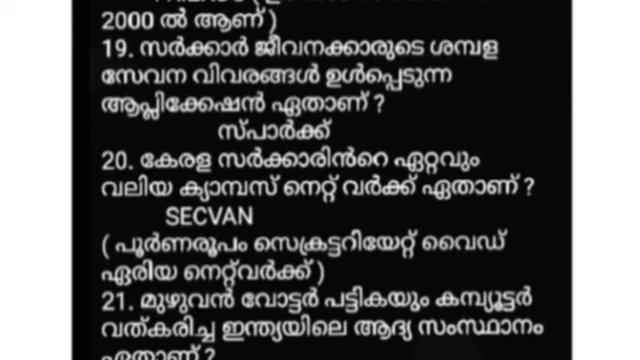 2000 ൽ ആണ് )
19. സർക്കാർ ജീവനക്കാരുടെ ശമ്പള
സേവന വിവരങ്ങൾ ഉൾപ്പെടുന്ന
ആപ്ലിക്കേഷൻ ഏതാണ് ?
സ്പാർക്ക്
20. കേരള സർക്കാരിൻറെ ഏറ്റവും
വലിയ ക്യാമ്പസ് നെറ്റ് വർക്ക് ഏതാണ് ?
SECVAN
( പൂർണരൂപം സെക്രട്ടറിയേറ്റ് വൈഡ്
ഏരിയ നെറ്റ്‌വർക്ക് )
21. മുഴുവൻ വോട്ടർ പട്ടികയും കമ്പ്യൂട്ടർ
വത്കരിച്ച ഇന്ത്യയിലെ ആദ്യ സംസ്ഥാനം
ഏതാണ് ?